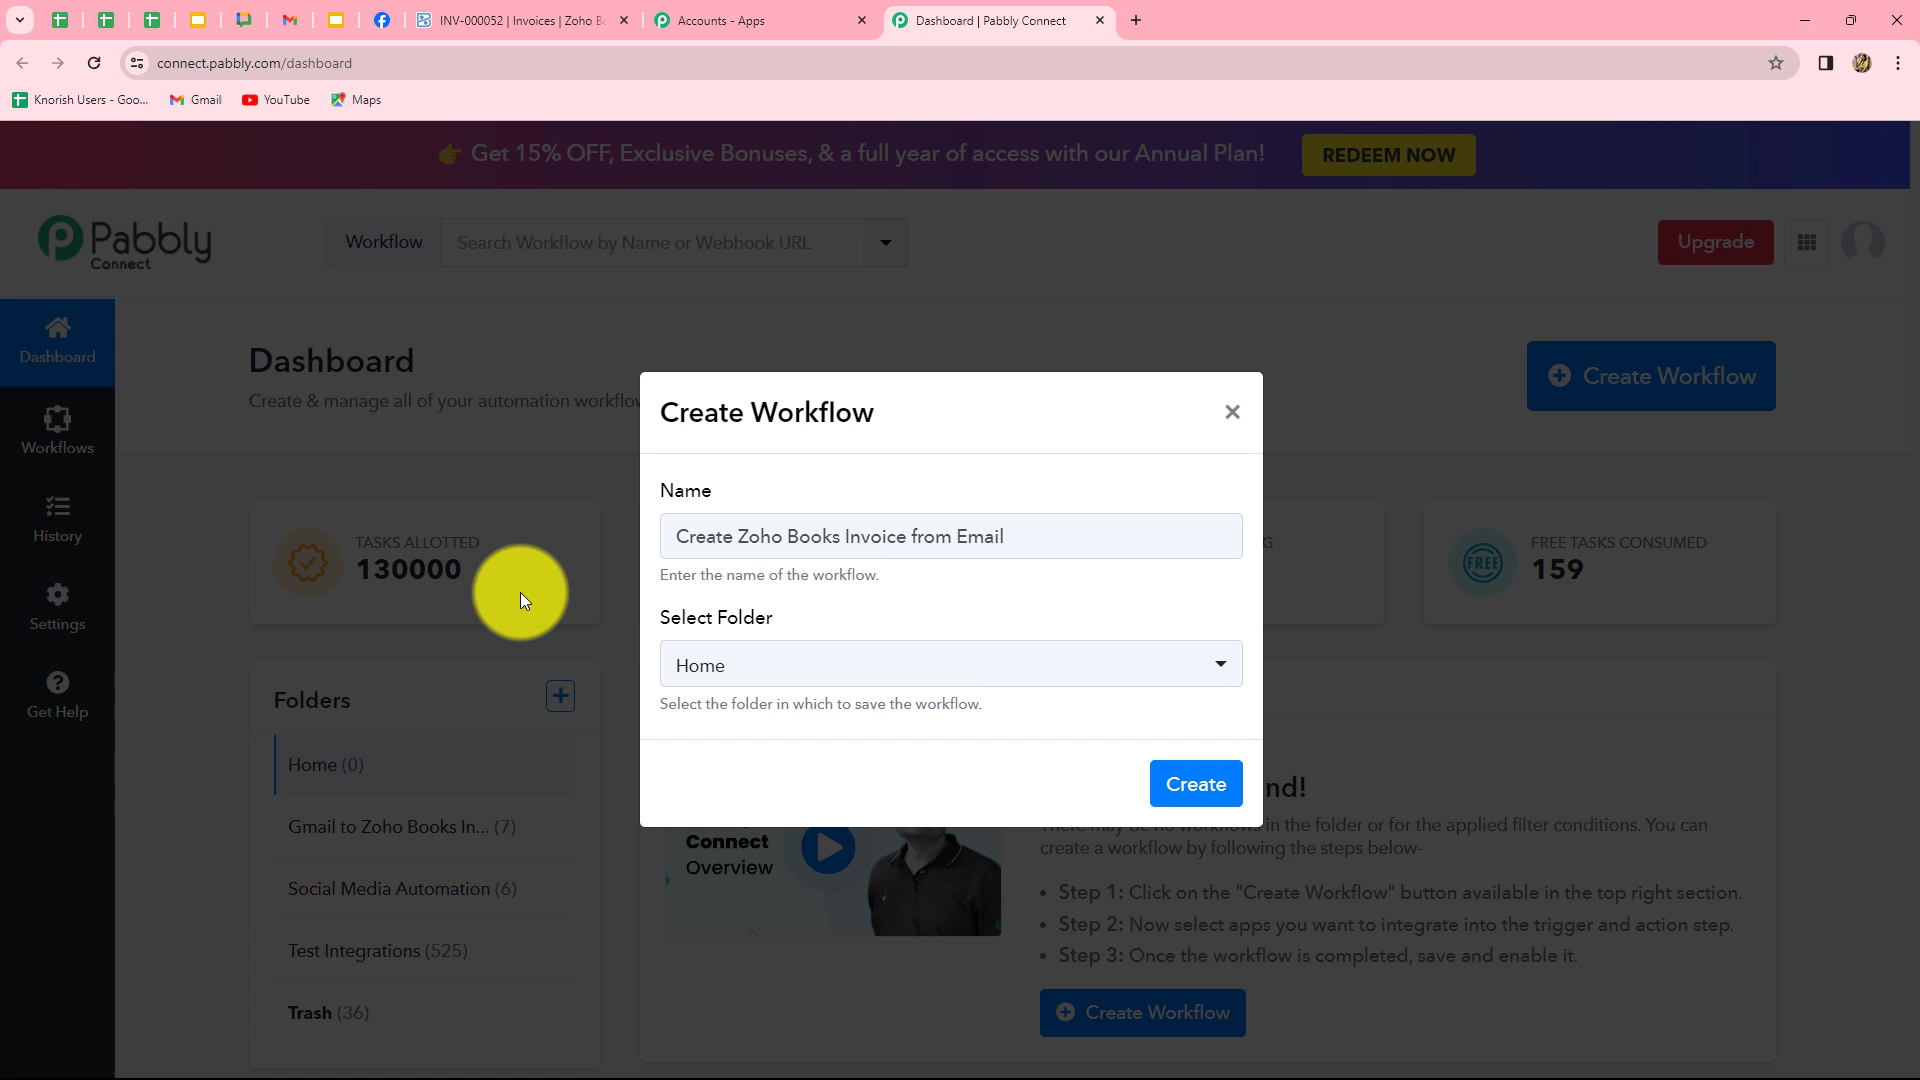 INV-000052 | Invoices | Zoho Bo
Accounts - Apps
Dashboard | Pabbly Connect
connect.pabbly.com/dashboard
Knorish Users - Goo...
Gmail
YouTube
Maps
👉 Get 15% OFF, Exclusive Bonuses, & a full year of access with our Annual Plan!
REDEEM NOW
Pabbly
Connect
Workflow
Search Workflow by Name or Webhook URL
Upgrade
Dashboard
Workflows
History
Settings
Get Help
Dashboard
Create & manage all of your automation workflow
Create Workflow
TASKS ALLOTTED
130000
G
FREE TASKS CONSUMED
FREE
159
Create Workflow
Name
Create Zoho Books Invoice from Email
Enter the name of the workflow.
Select Folder
Home
Select the folder in which to save the workflow.
Create
Folders
Home (0)
Gmail to Zoho Books In... (7)
Social Media Automation (6)
Test Integrations (525)
Trash (36)
Connect
Overview
nd!
There may be no workflows in the folder or for the applied filter conditions. You can
create a workflow by following the steps below-
• Step 1: Click on the "Create Workflow" button available in the top right section.
• Step 2: Now select apps you want to integrate into the trigger and action step.
• Step 3: Once the workflow is completed, save and enable it.
Create Workflow